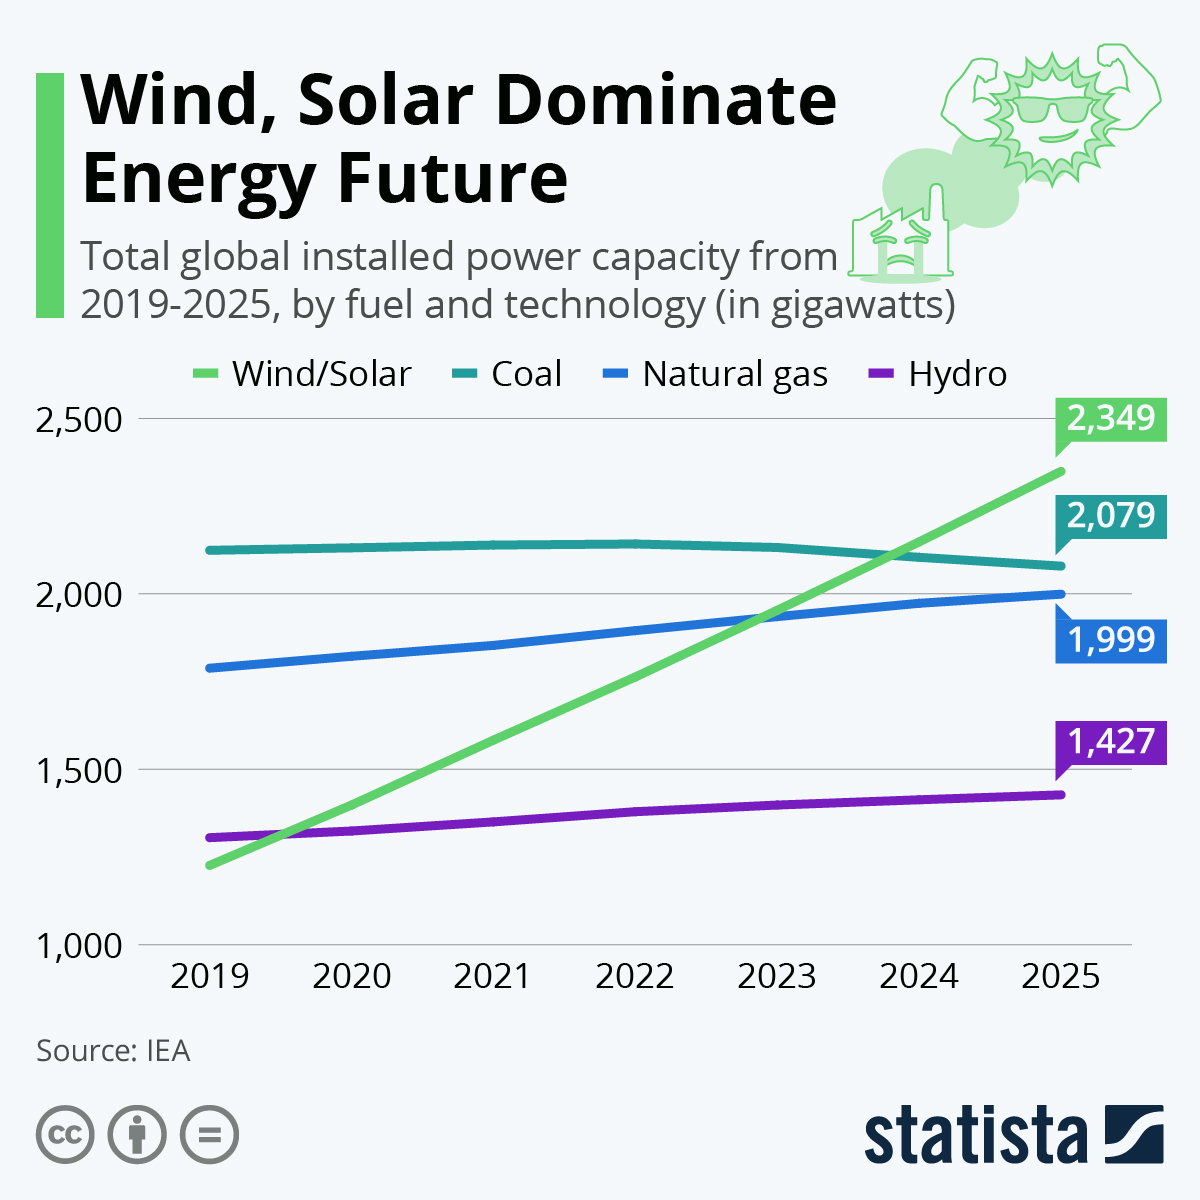 Wind, Solar Dominate
Energy Future
Total global installed power capacity from
2019-2025, by fuel and technology (in gigawatts)
Wind/Solar Coal Natural gas Hydro
2,500
2,349
2,079
2,000
1,999
1,427
1,500
1,000
2019 2020 2021 2022 2023 2024 2025
Source: IEA
cc =
statista